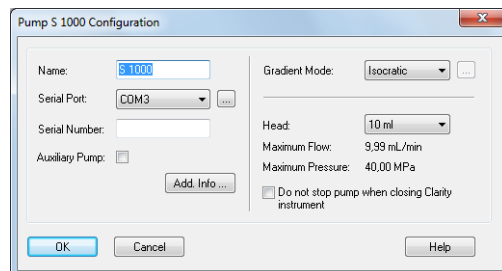 Pump S 1000 Configuration
x
Name: S 1000
Serial Port: COM3 ...
Serial Number:
Auxiliary Pump:
Add. Info ...
Gradient Mode: Isocratic ...
Head: 10 ml
Maximum Flow: 9,99 mL/min
Maximum Pressure: 40,00 MPa
Do not stop pump when closing Clarity
instrument
OK Cancel Help